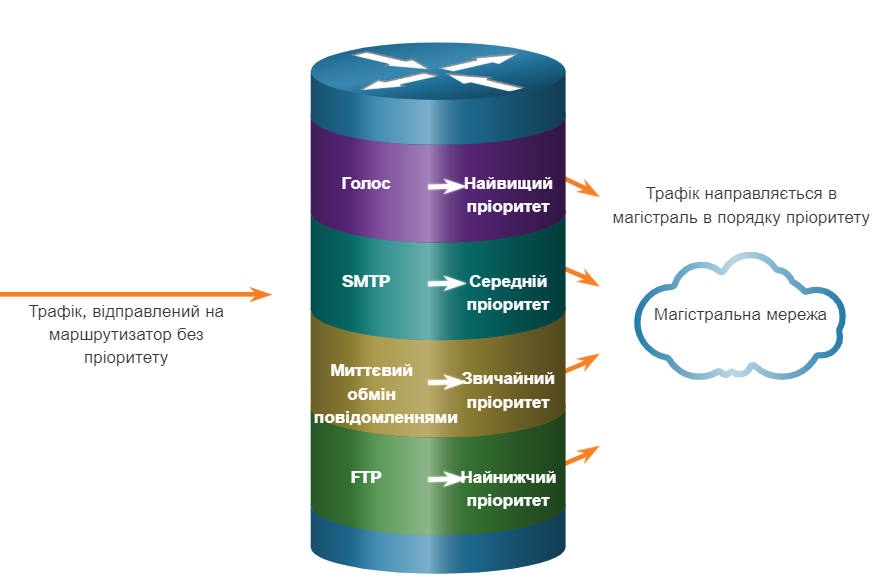 Трафік, відправлений на
маршрутизатор без
пріоритету
Голос
Найвищий
пріоритет
SMTP
Середній
пріоритет
Миттєвий
обмін
повідомленнями
Звичайний
пріоритет
FTP
Найнижчий
пріоритет
Трафік направляється в
магістраль в порядку пріоритету
Магістральна мережа